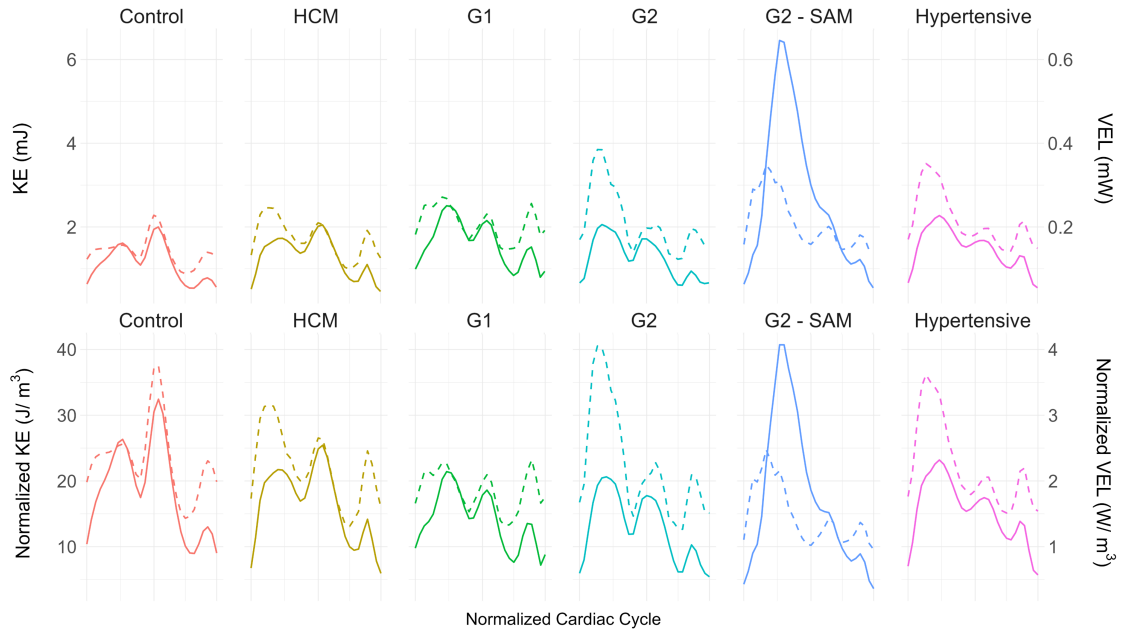 Control HCM G1 G2 G2 - SAM Hypertensive
6 0.6
4 0.4
2 0.2
KE (mJ)
VEL (mW)
Control HCM G1 G2 G2 - SAM Hypertensive
40 4
30 3
20 2
10 1
Normalized KE (J/ m³)
Normalized VEL (W/ m³)
Normalized Cardiac Cycle